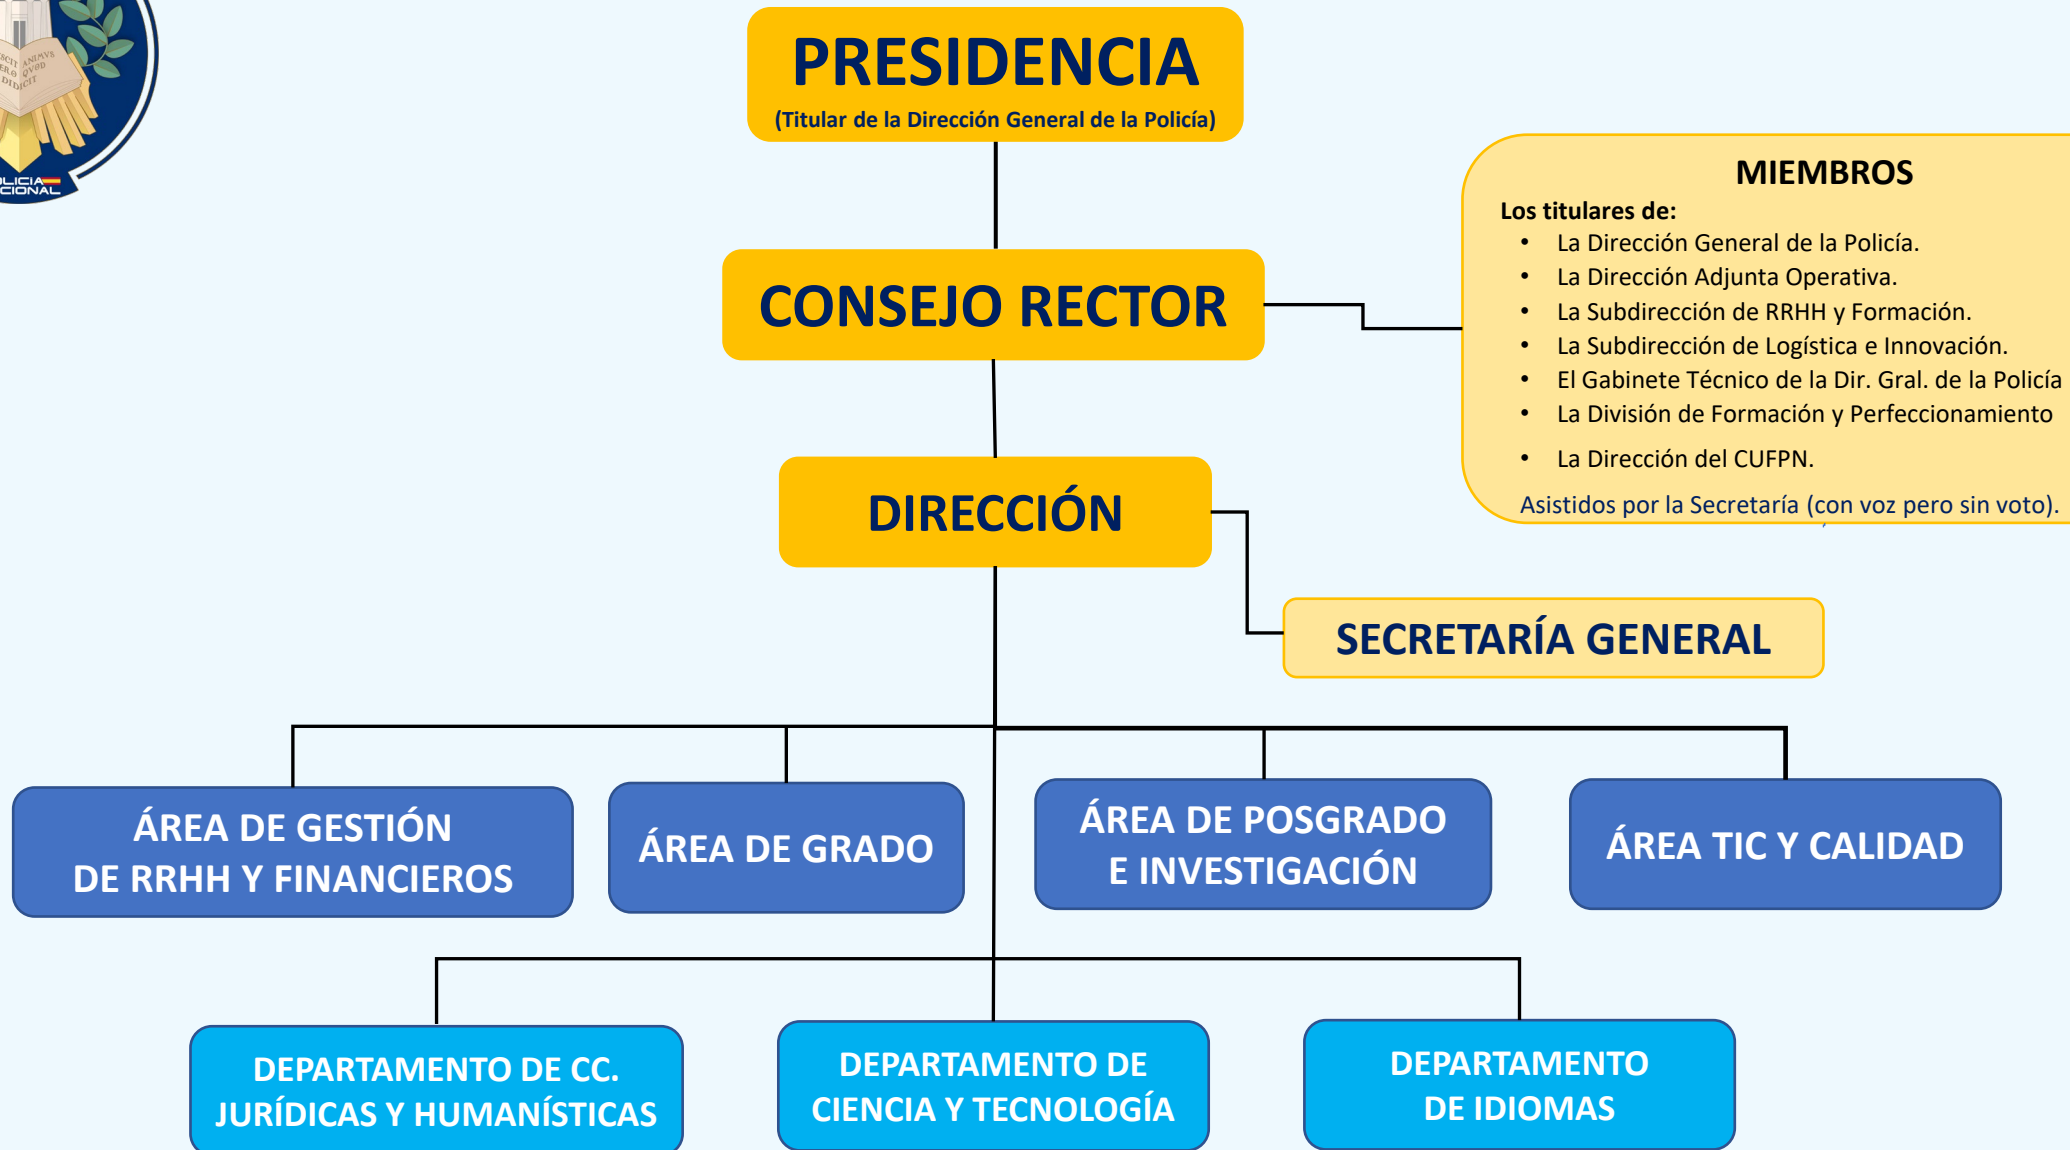 ANIMVS
QVOD
DIDICIT
PRESIDENCIA
(Titular de la Dirección General de la Policía)
MIEMBROS
Los titulares de:
• La Dirección General de la Policía.
• La Dirección Adjunta Operativa.
• La Subdirección de RRHH y Formación.
• La Subdirección de Logística e Innovación.
• El Gabinete Técnico de la Dir. Gral. de la Policía
• La División de Formación y Perfeccionamiento
• La Dirección del CUFPN.
Asistidos por la Secretaría (con voz pero sin voto).
CONSEJO RECTOR
DIRECCIÓN
SECRETARÍA GENERAL
ÁREA DE GESTIÓN
DE RRHH Y FINANCIEROS
ÁREA DE GRADO
ÁREA DE POSGRADO
E INVESTIGACIÓN
ÁREA TIC Y CALIDAD
DEPARTAMENTO DE CC.
JURÍDICAS Y HUMANÍSTICAS
DEPARTAMENTO DE
CIENCIA Y TECNOLOGÍA
DEPARTAMENTO
DE IDIOMAS